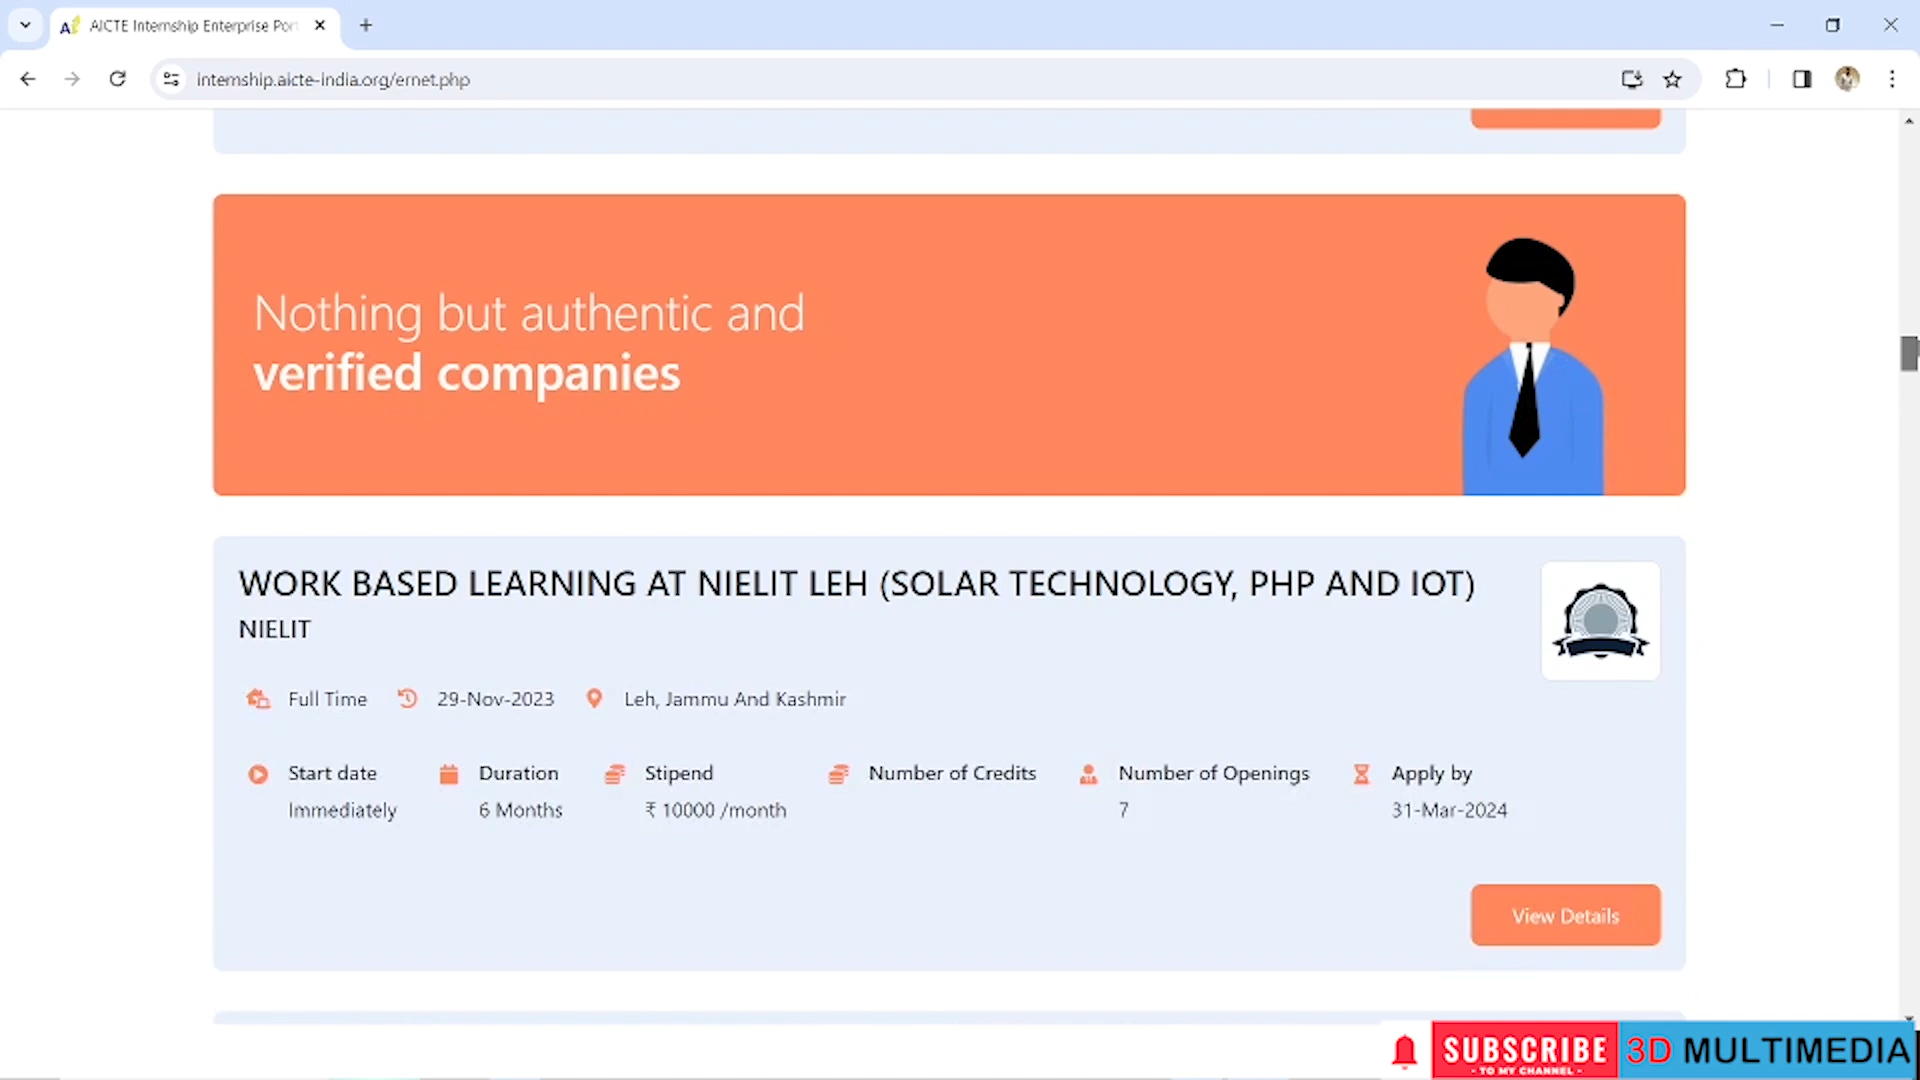 AICTE Internship Enterprise Por
internship.aicte-india.org/ernet.php
Nothing but authentic and
verified companies
WORK BASED LEARNING AT NIELIT LEH (SOLAR TECHNOLOGY, PHP AND IOT)
NIELIT
Full Time 29-Nov-2023 Leh, Jammu And Kashmir
Start date Duration Stipend Number of Credits Number of Openings Apply by
Immediately 6 Months ₹ 10000 /month 7 31-Mar-2024
View Details
SUBSCRIBE 3D MULTIMEDIA
- TO MY CHANNEL -